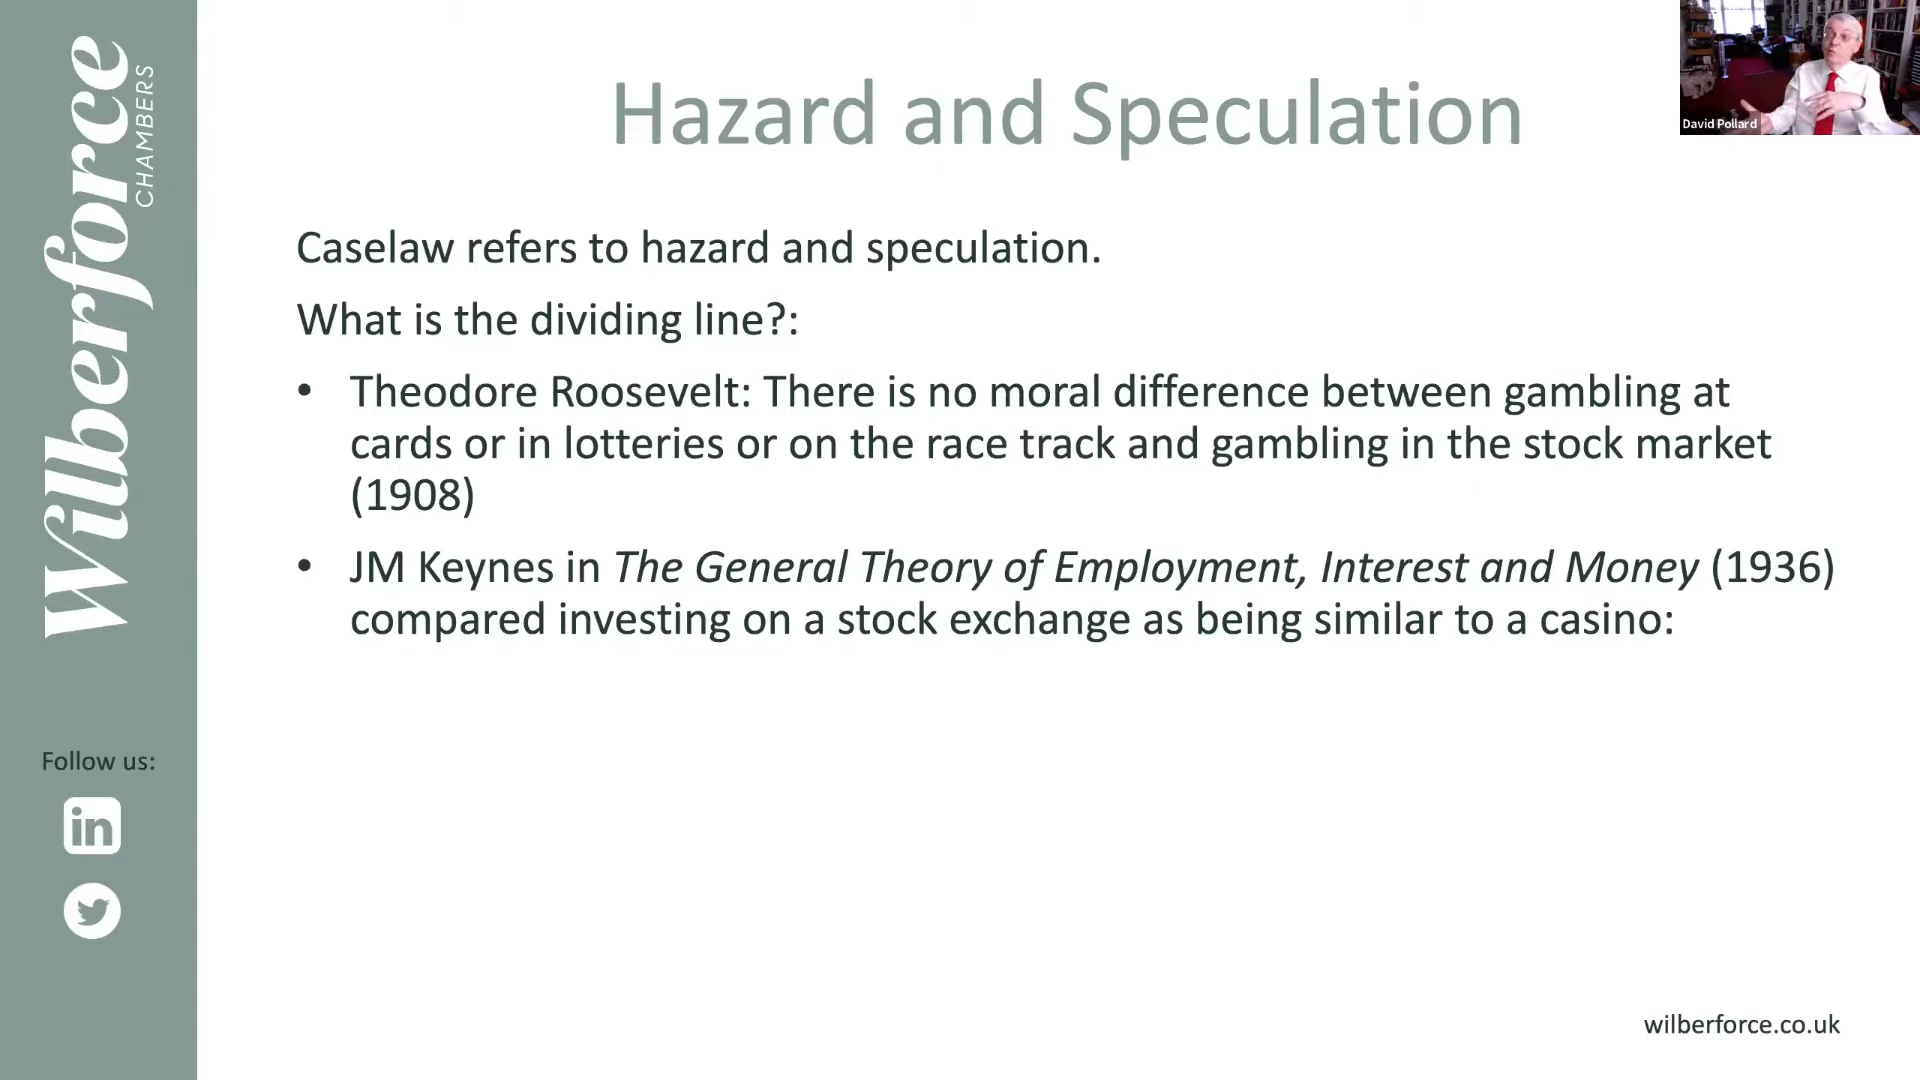 Wilberforce
CHAMBERS
Hazard and Speculation
David Pollard
Caselaw refers to hazard and speculation.
What is the dividing line?:
• Theodore Roosevelt: There is no moral difference between gambling at
cards or in lotteries or on the race track and gambling in the stock market
(1908)
• JM Keynes in The General Theory of Employment, Interest and Money (1936)
compared investing on a stock exchange as being similar to a casino:
Follow us:
in
wilberforce.co.uk